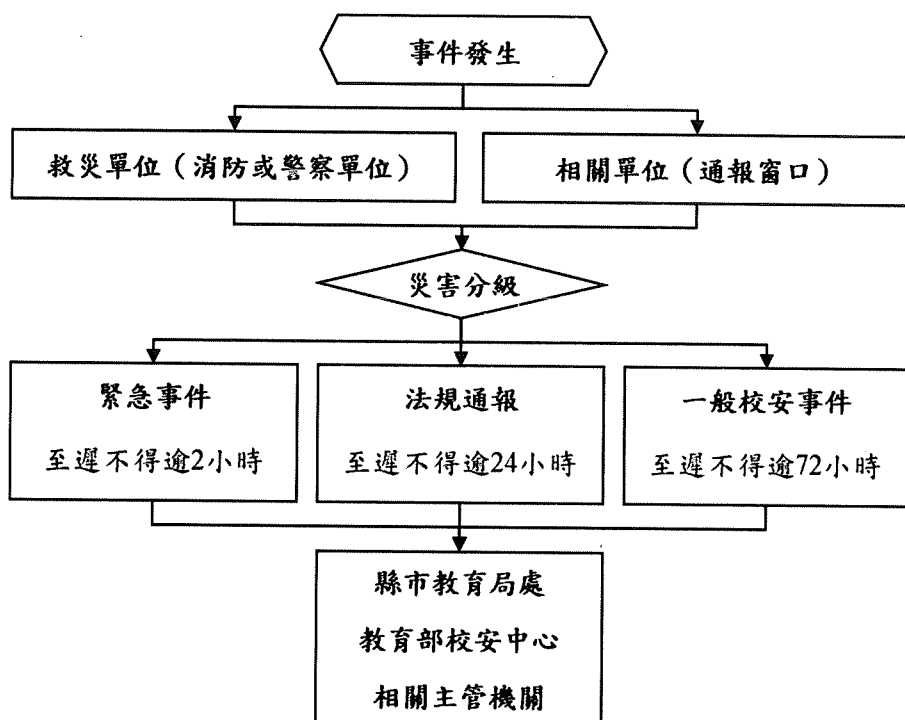 事件發生
救災單位（消防或警察單位）
相關單位（通報窗口）
災害分級
緊急事件
至遲不得逾2小時
法規通報
至遲不得逾24小時
一般校安事件
至遲不得逾72小時
縣市教育局處
教育部校安中心
相關主管機關